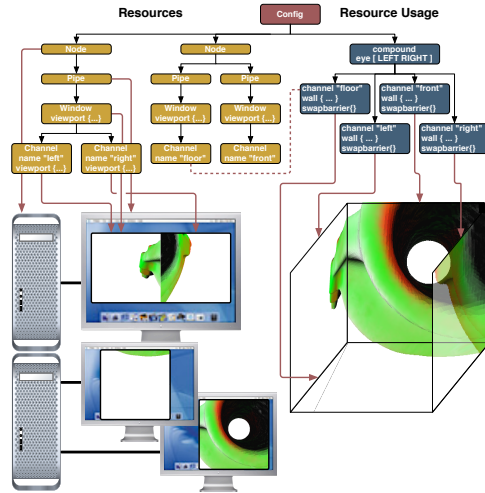 Resources
Config
Resource Usage
Node
Node
compound
eye [ LEFT RIGHT ]
Pipe
Pipe
Pipe
channel "floor"
wall { ... }
swapbarrier{}
channel "front"
wall { ... }
swapbarrier{}
Window
viewport {...}
Window
viewport {...}
Window
viewport {...}
channel "left"
wall { ... }
swapbarrier{}
channel "right"
wall { ... }
swapbarrier{}
Channel
name "left"
viewport {...}
Channel
name "right"
viewport {...}
Channel
name "floor"
Channel
name "front"